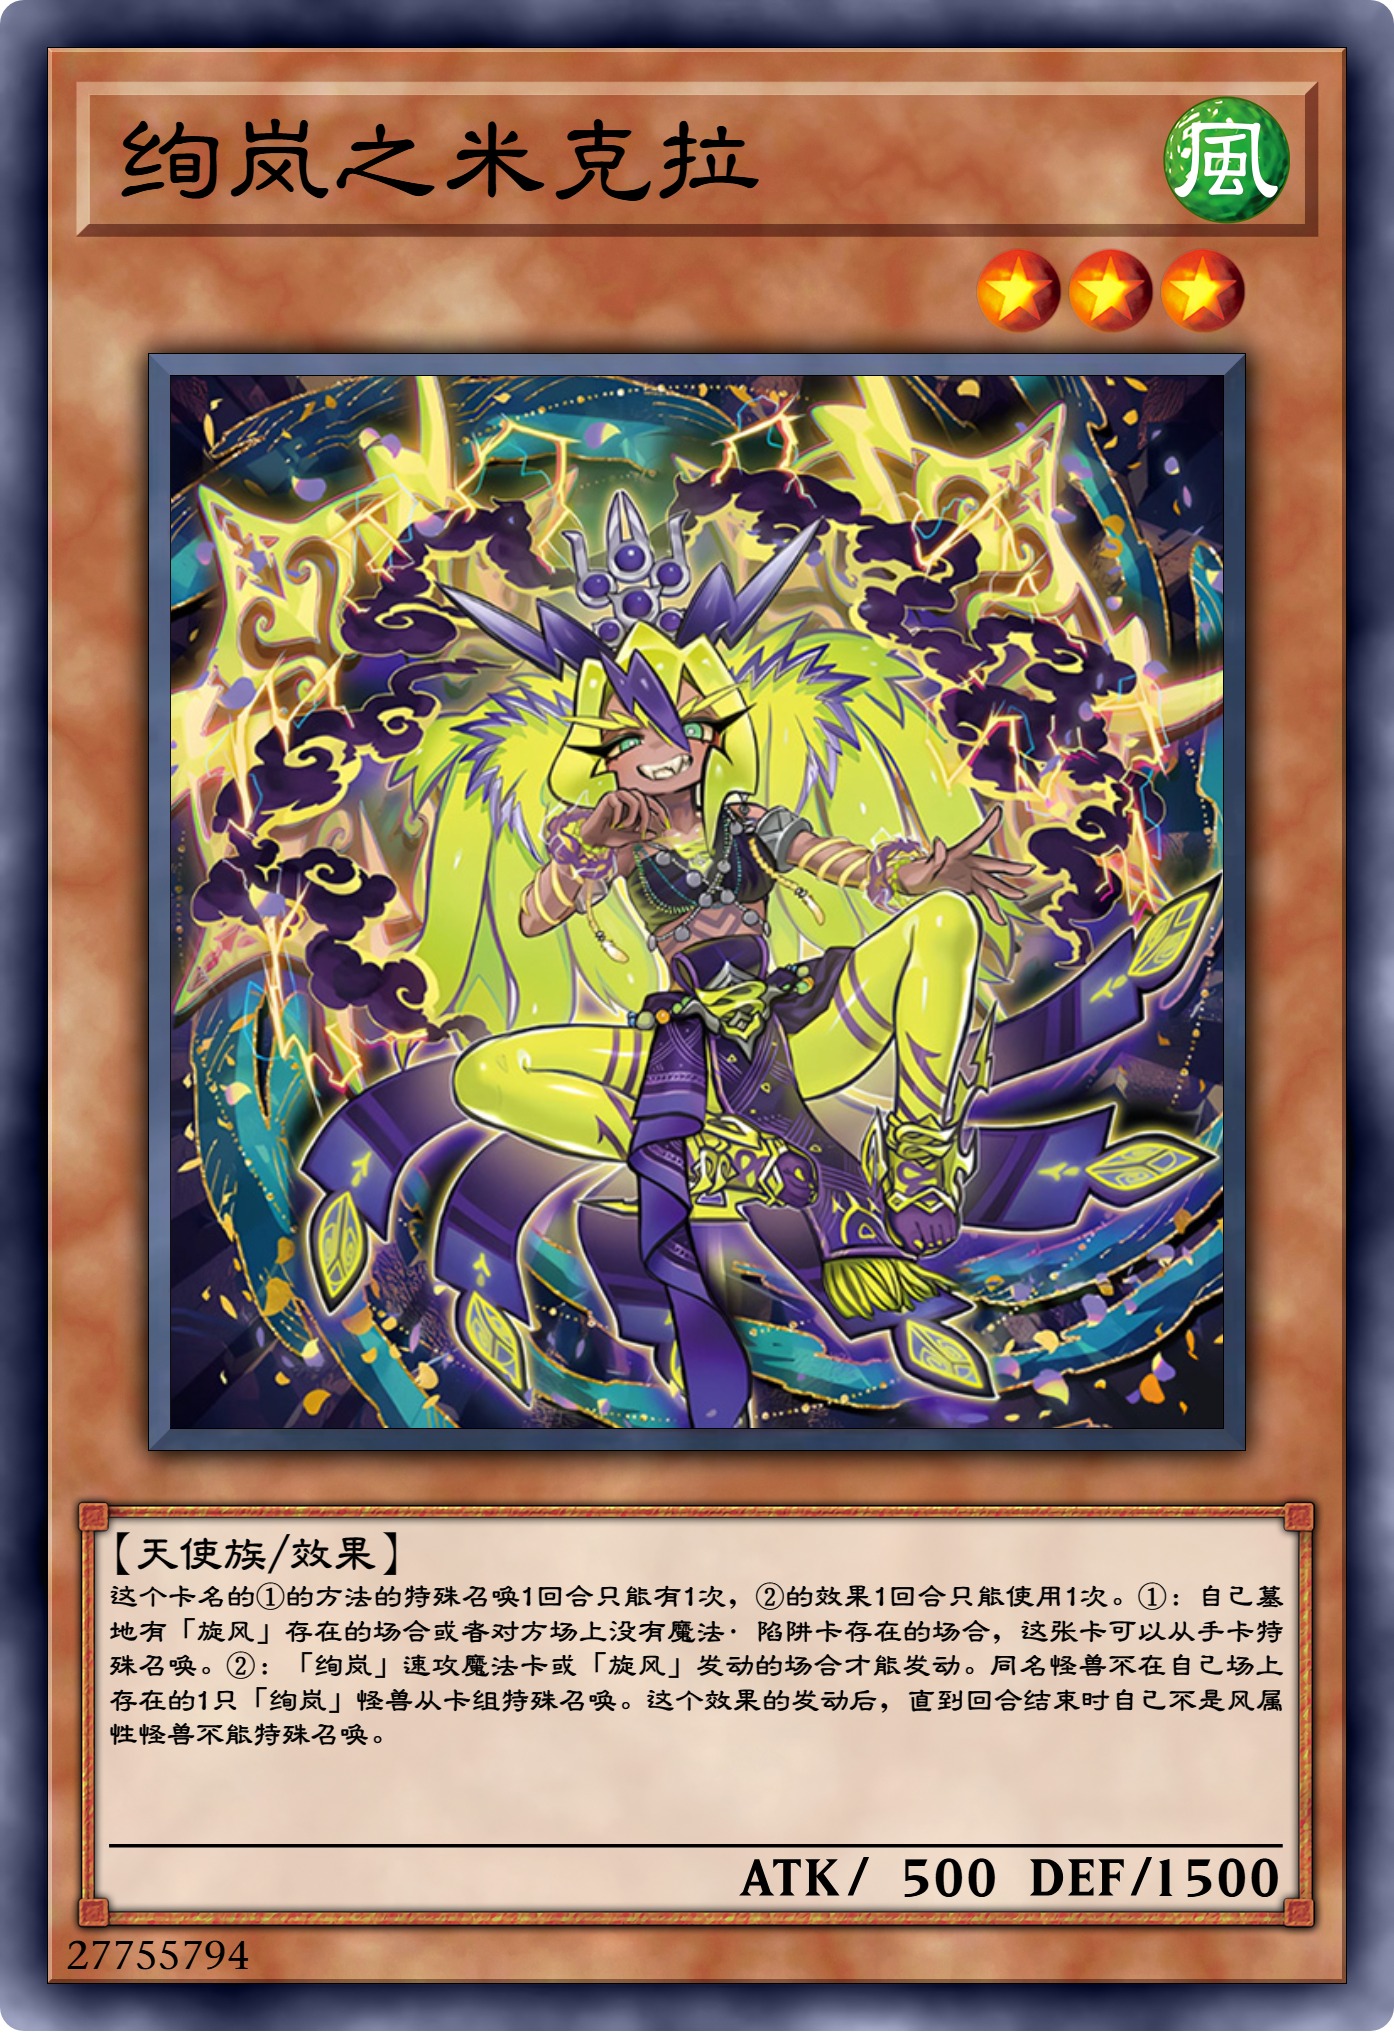 绚岚之米克拉
風
【天使族/效果】
这个卡名的①的方法的特殊召唤1回合只能有1次，②的效果1回合只能使用1次。①：自己墓
地有「旋风」存在的场合或者对方场上没有魔法·陷阱卡存在的场合，这张卡可以从手卡特
殊召唤。②：「绚岚」速攻魔法卡或「旋风」发动的场合才能发动。同名怪兽不在自己场上
存在的1只「绚岚」怪兽从卡组特殊召唤。这个效果的发动后，直到回合结束时自己不是风属
性怪兽不能特殊召唤。
ATK/ 500 DEF/1500
27755794